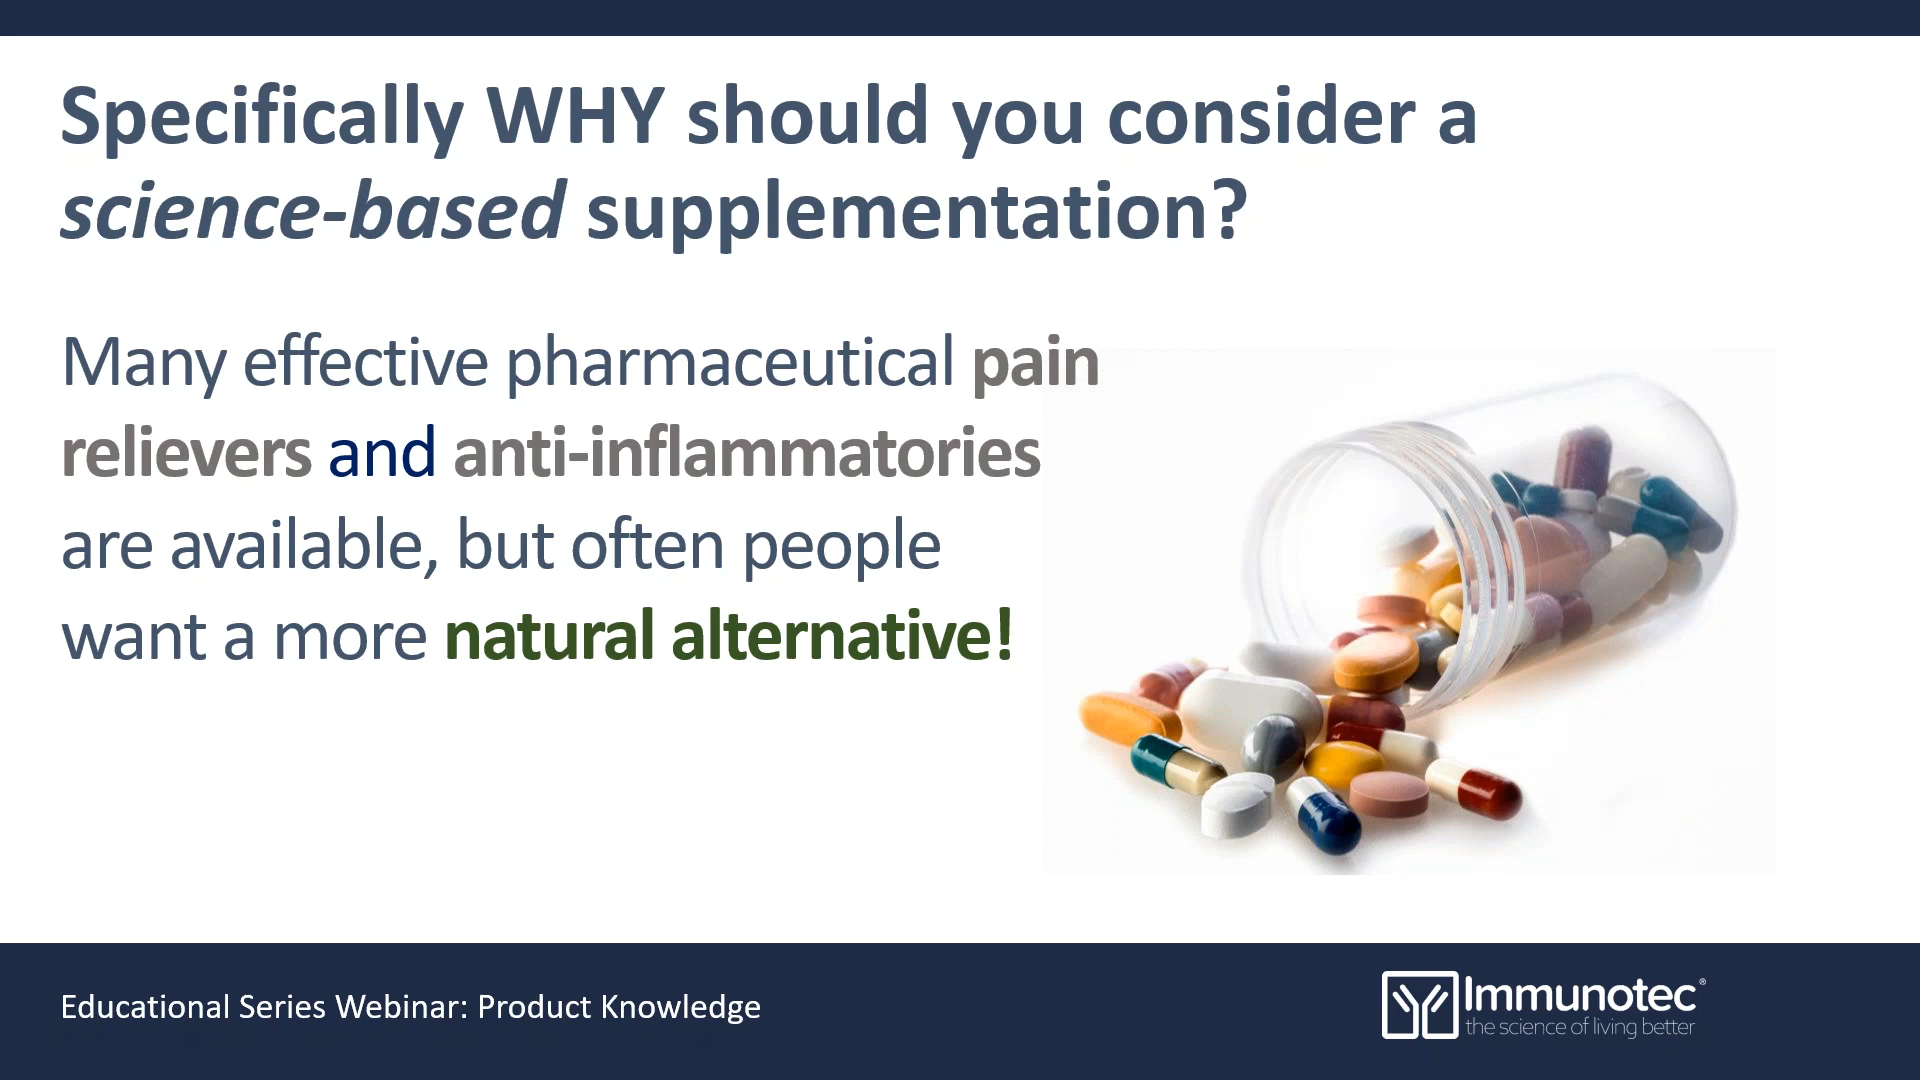 Specifically WHY should you consider a
science-based supplementation?
Many effective pharmaceutical pain
relievers and anti-inflammatories
are available, but often people
want a more natural alternative!
Educational Series Webinar: Product Knowledge
Immunotec®
the science of living better